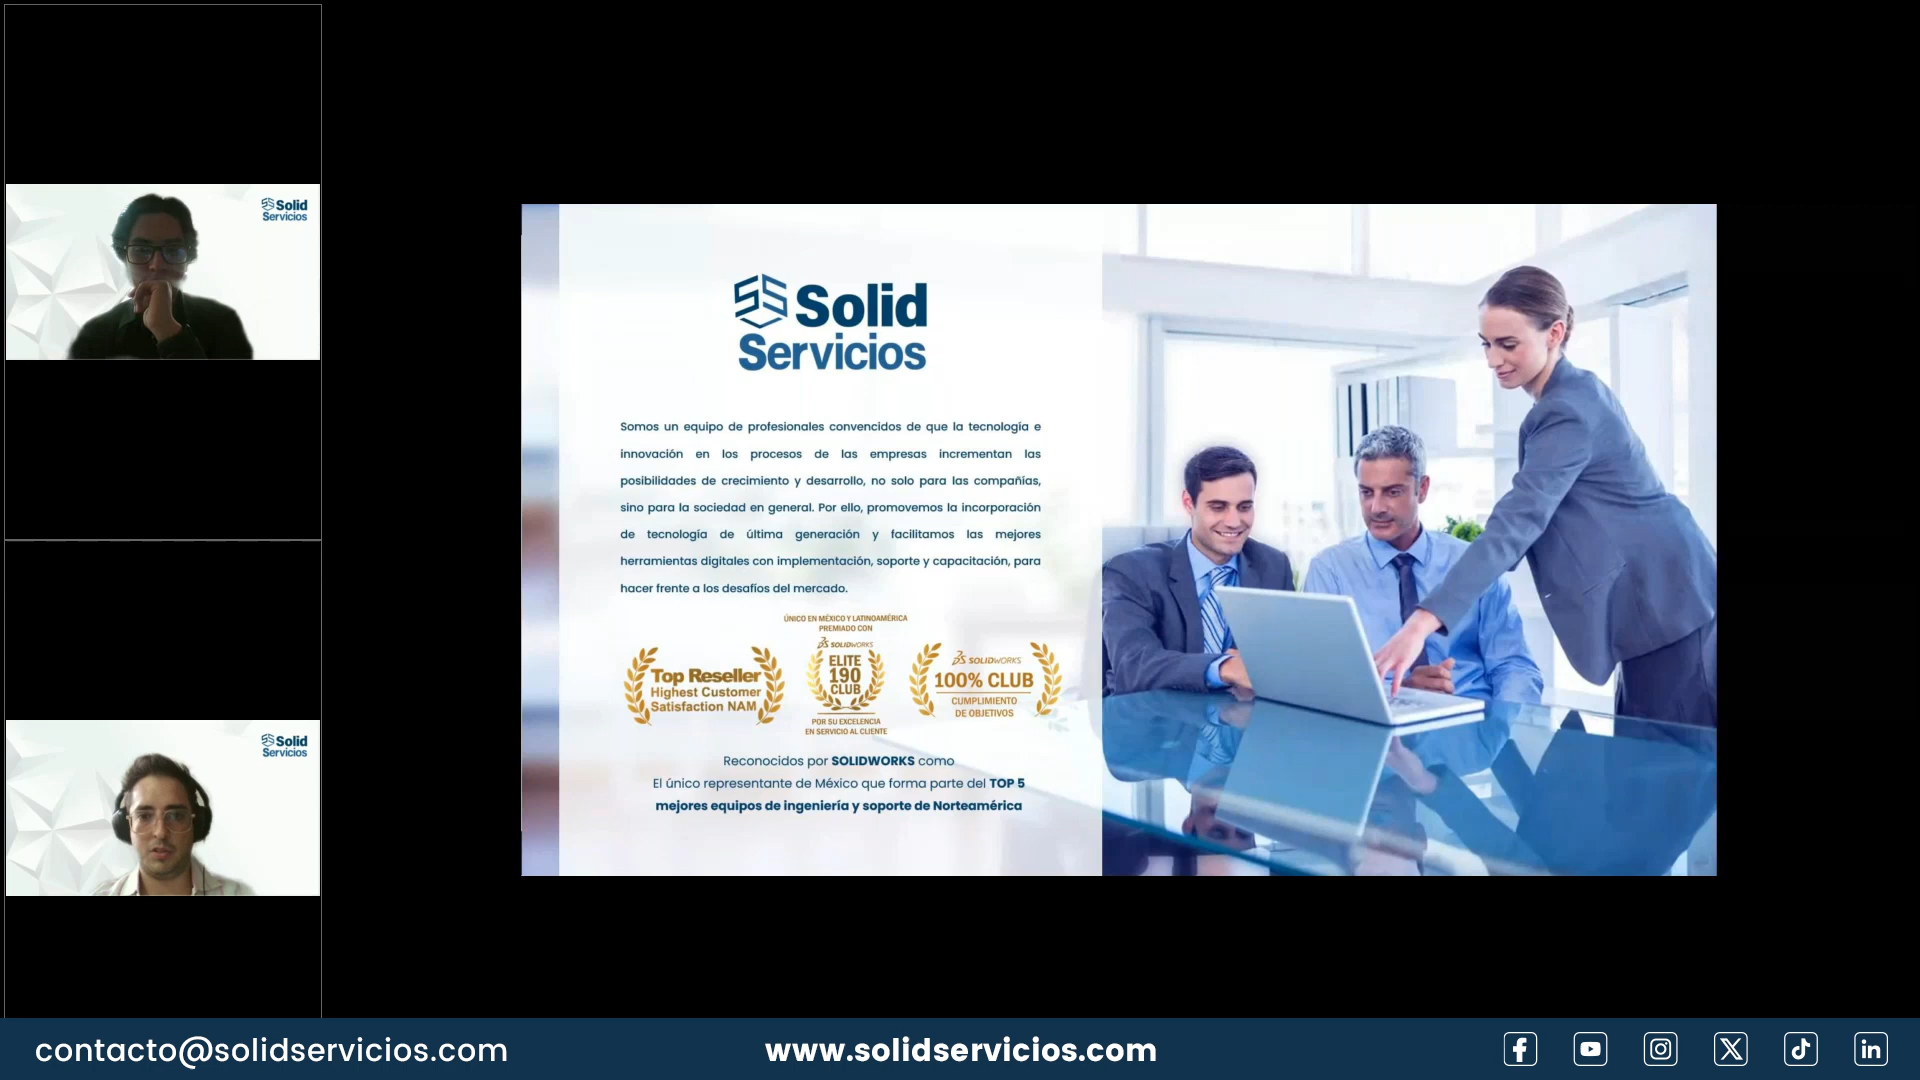 Solid
Servicios
Solid
Servicios
Solid
Servicios
Somos un equipo de profesionales convencidos de que la tecnología e
innovación en los procesos de las empresas incrementan las
posibilidades de crecimiento y desarrollo, no solo para las compañías,
sino para la sociedad en general. Por ello, promovemos la incorporación
de tecnología de última generación y facilitamos las mejores
herramientas digitales con implementación, soporte y capacitación, para
hacer frente a los desafíos del mercado.
Top Reseller
Highest Customer
Satisfaction NAM
ÚNICO EN MÉXICO Y LATINOAMÉRICA
PREMIADO CON
SOLIDWORKS
ELITE
190
CLUB
POR SU EXCELENCIA
EN SERVICIO AL CLIENTE
SOLIDWORKS
100% CLUB
CUMPLIMIENTO
DE OBJETIVOS
Reconocidos por SOLIDWORKS como
El único representante de México que forma parte del TOP 5
mejores equipos de ingeniería y soporte de Norteamérica
contacto@solidservicios.com
www.solidservicios.com